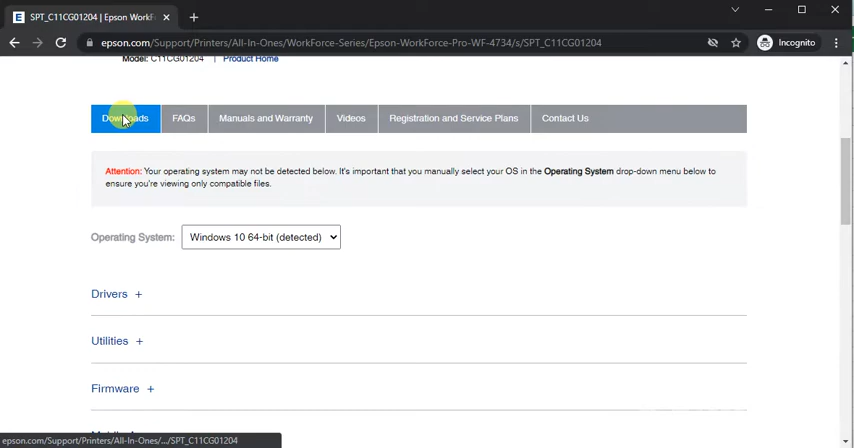 E SPT_C11CG01204 | Epson WorkF
epson.com/Support/Printers/All-In-Ones/WorkForce-Series/Epson-WorkForce-Pro-WF-4734/s/SPT_C11CG01204
Incognito
Model: C11CG01204 | Product Home
Downloads FAQs Manuals and Warranty Videos Registration and Service Plans Contact Us
Attention: Your operating system may not be detected below. It's important that you manually select your OS in the Operating System drop-down menu below to
ensure you're viewing only compatible files.
Operating System: Windows 10 64-bit (detected)
Drivers +
Utilities +
Firmware +
epson.com/Support/Printers/All-In-Ones/.../SPT_C11CG01204